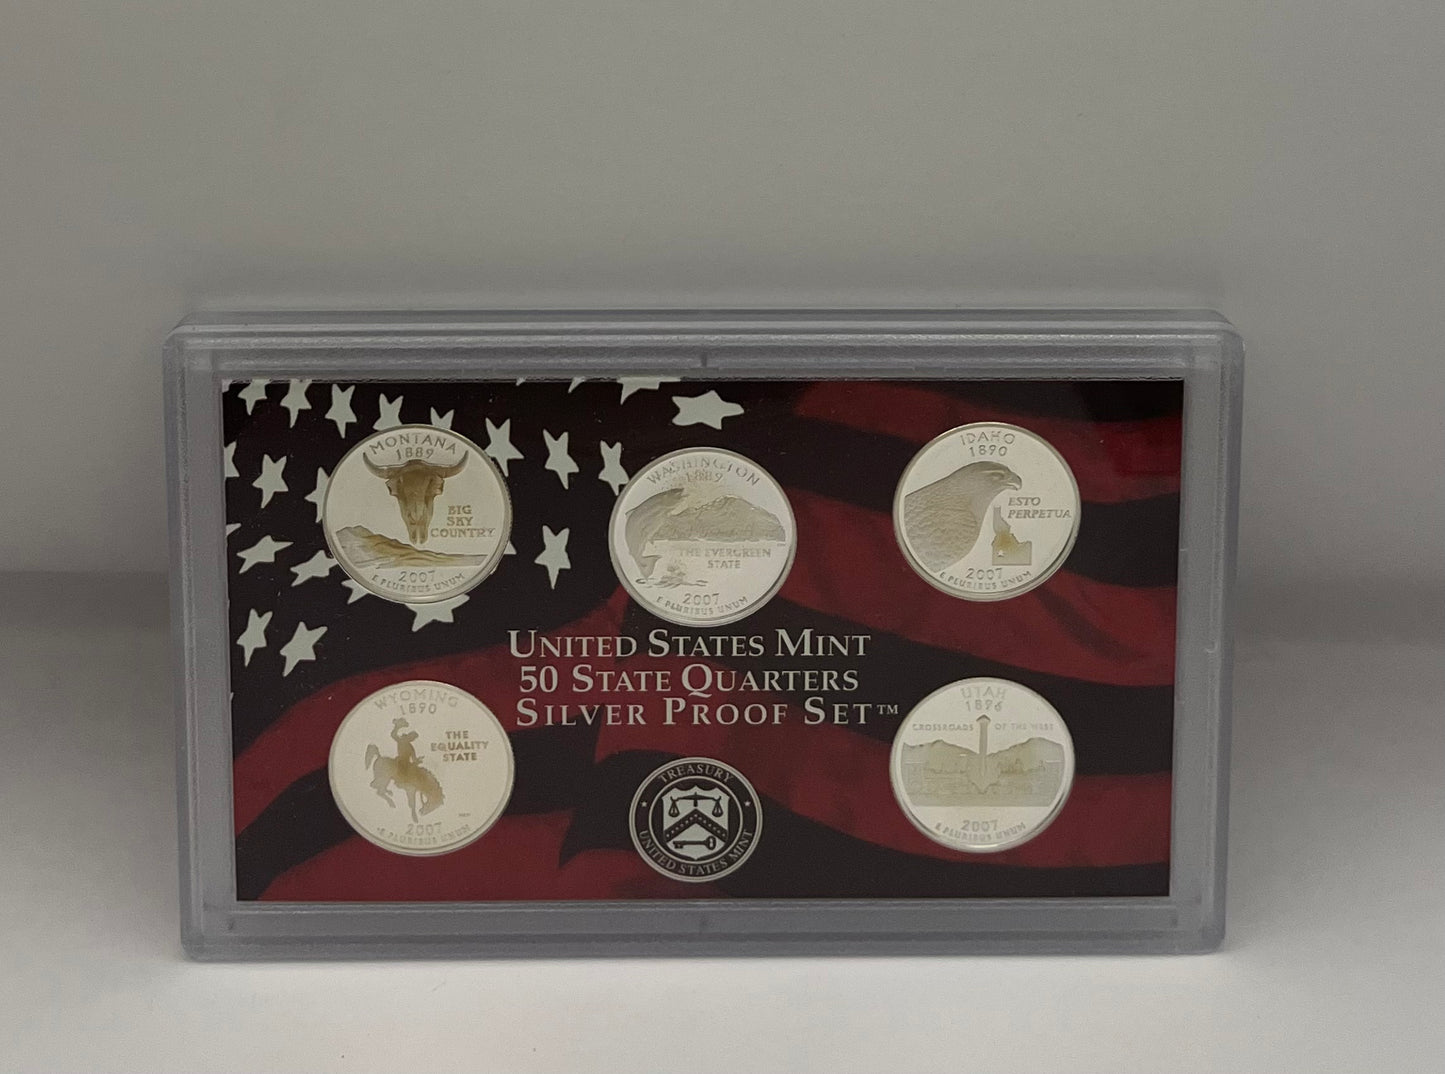 MONTANA
1889
BIG
SKY
COUNTRY
2007
E PLURIBUS UNUM
WASHINGTON
1889
THE EVERGREEN
STATE
2007
E PLURIBUS UNUM
IDAHO
1890
ESTO
PERPETUA
2007
E PLURIBUS UNUM
UNITED STATES MINT
50 STATE QUARTERS
SILVER PROOF SET™
WYOMING
1890
THE
EQUALITY
STATE
2007
E PLURIBUS UNUM
TREASURY
UNITED STATES MINT
UTAH
1896
CROSSROADS OF THE WEST
2007
E PLURIBUS UNUM